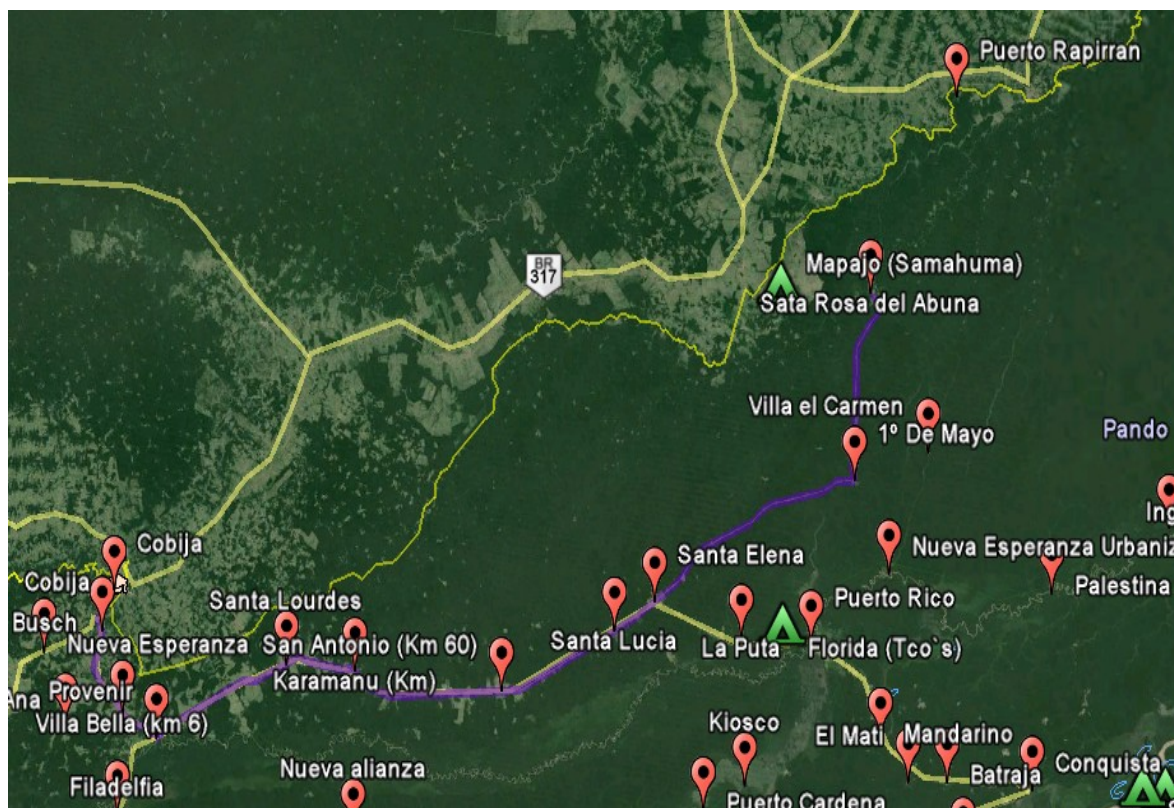 Puerto Rapirran
BR
317
Mapajo (Samahuma)
Sata Rosa del Abuna
Villa el Carmen
1º De Mayo
Pando
Ing
Cobija
Santa Elena
Nueva Esperanza Urbaniz
Cobija
Palestina
Busch
Santa Lourdes
Puerto Rico
Nueva Esperanza
San Antonio (Km 60)
Santa Lucia
La Puta
Florida (Tco`s)
Karamanu (Km)
Ana
Provenir
Villa Bella (km 6)
Kiosco
El Mati
Mandarino
Filadelfia
Nueva alianza
Batraja
Conquista
Puerto Cardena